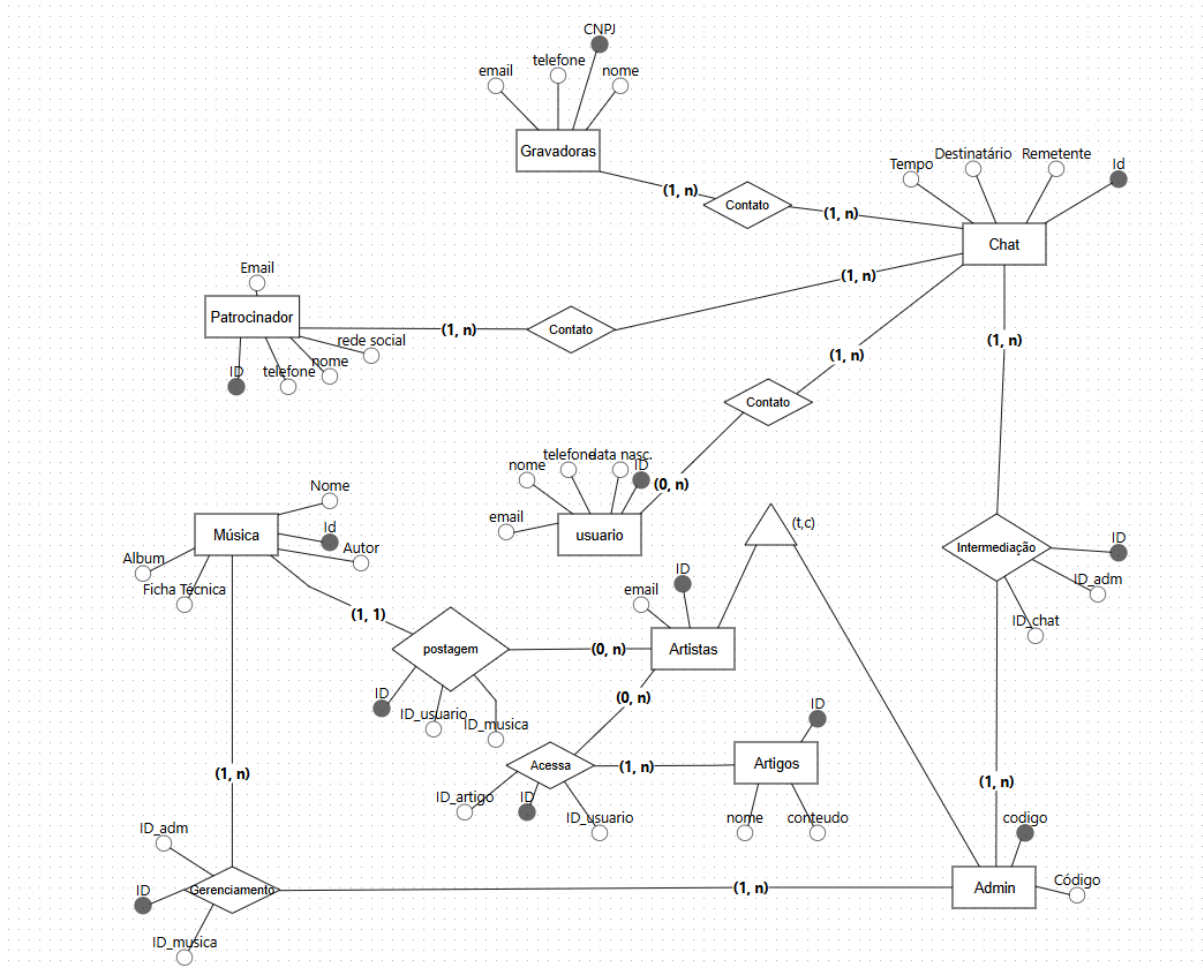 CNPJ
telefone
email
nome
Gravadoras
Destinatário
Remetente
Tempo
Id
(1, n)
Contato
(1, n)
Chat
Email
(1, n)
Patrocinador
(1, n)
Contato
rede social
(1, n)
(1, n)
nome
ID
telefone
Contato
telefone
data nasc.
nome
ID
(0, n)
Nome
email
usuario
(t,c)
Música
Id
Autor
Intermediação
ID
Album
Ficha Técnica
ID
ID_adm
email
(1, 1)
ID_chat
postagem
(0, n)
Artistas
ID
(0, n)
ID
ID_usuario
ID_musica
Acessa
(1, n)
Artigos
(1, n)
(1, n)
ID_artigo
ID
ID_usuario
nome
conteudo
codigo
ID_adm
ID
Gerenciamento
(1, n)
Admin
Código
ID_musica